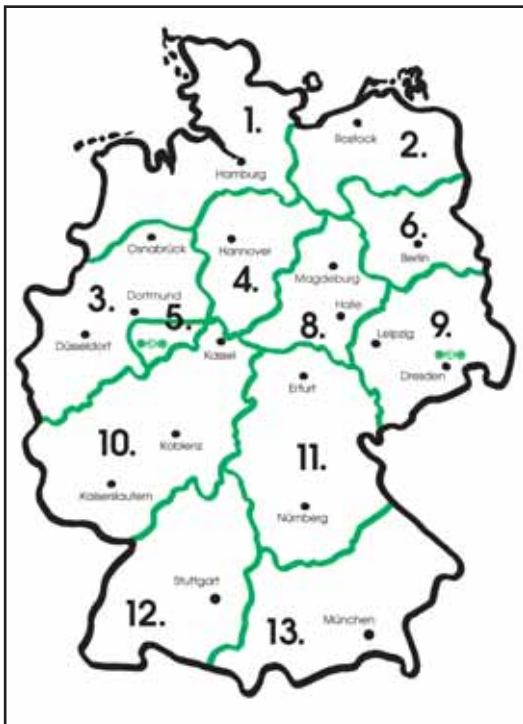 1.
Rostock
2.
Hamburg
Osnabrück
Hannover
6.
Berlin
3.
4.
Magdeburg
Dortmund
5.
Halle
8.
9.
Düsseldorf
Kassel
Leipzig
Dresden
Erfurt
10.
Koblenz
11.
Kaiserslautern
Nürnberg
Stuttgart
12.
13.
München